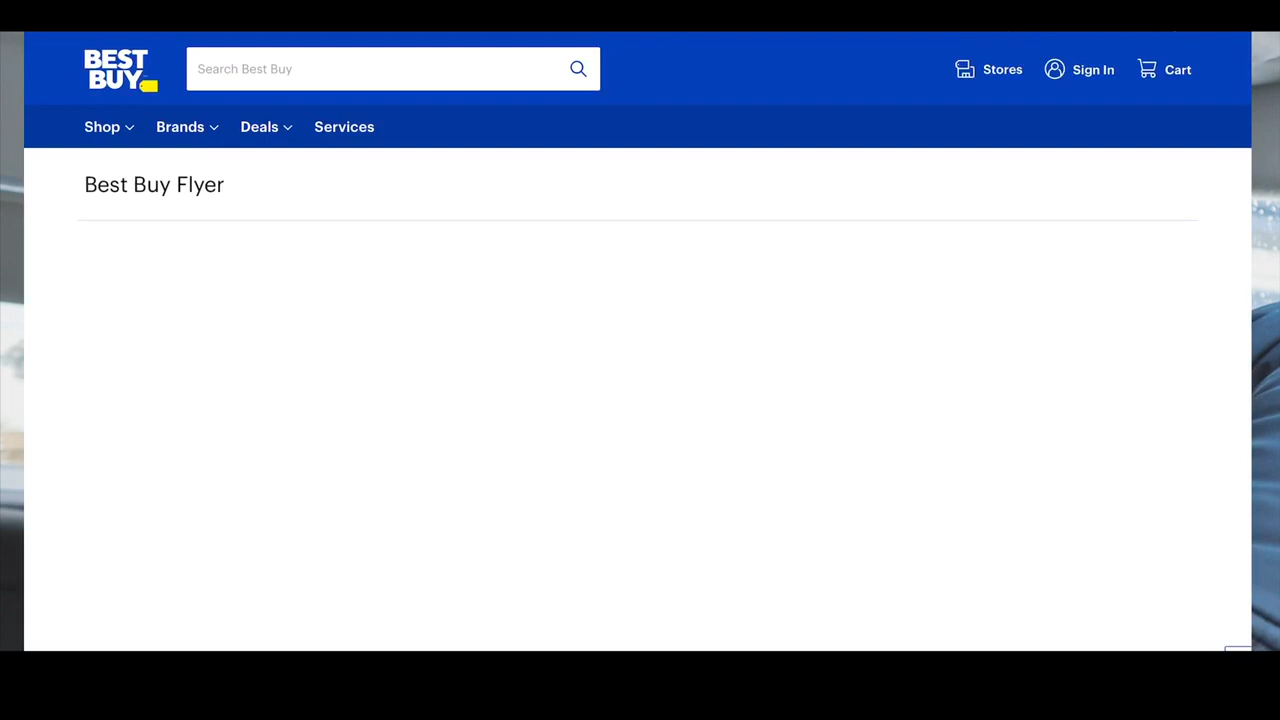 BEST
BUY
Search Best Buy
Stores
Sign In
Cart
Shop
Brands
Deals
Services
Best Buy Flyer